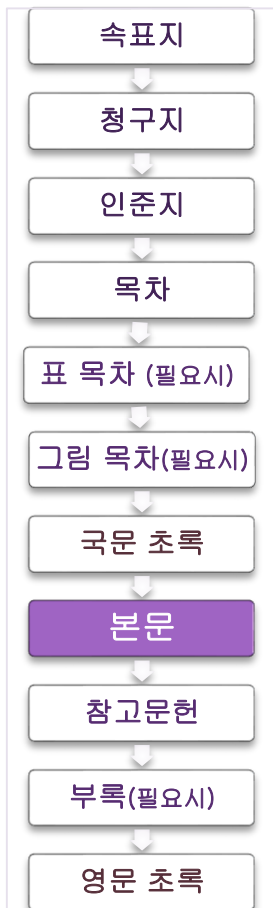 속표지
청구지
인준지
목차
표 목차 (필요시)
그림 목차(필요시)
국문 초록
본문
참고문헌
부록(필요시)
영문 초록